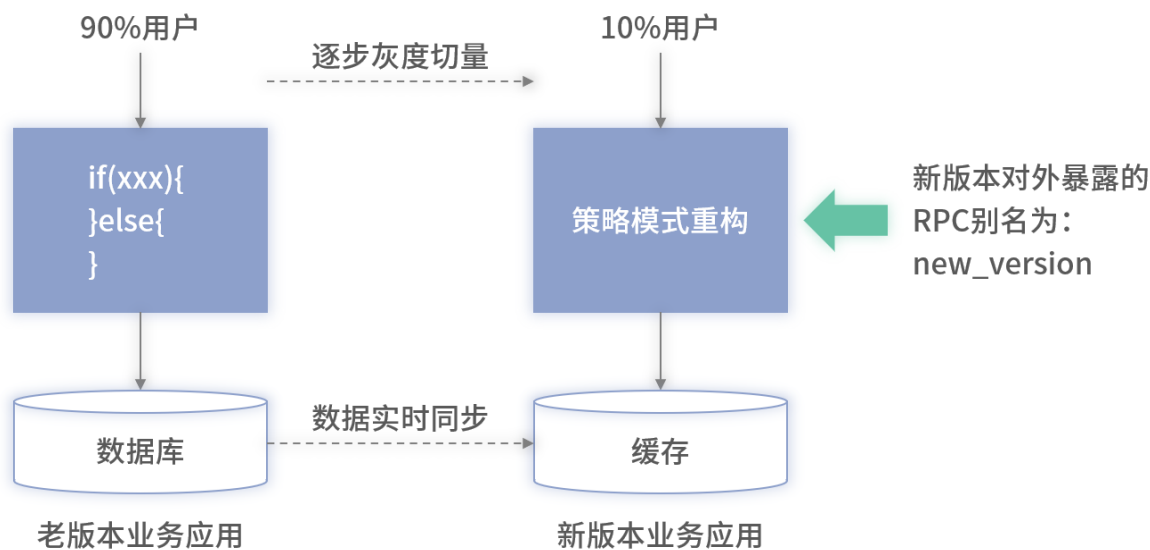 90%用户
逐步灰度切量
10%用户
if(xxx){
}else{
}
策略模式重构
新版本对外暴露的
RPC别名为：
new_version
数据库
数据实时同步
缓存
老版本业务应用
新版本业务应用